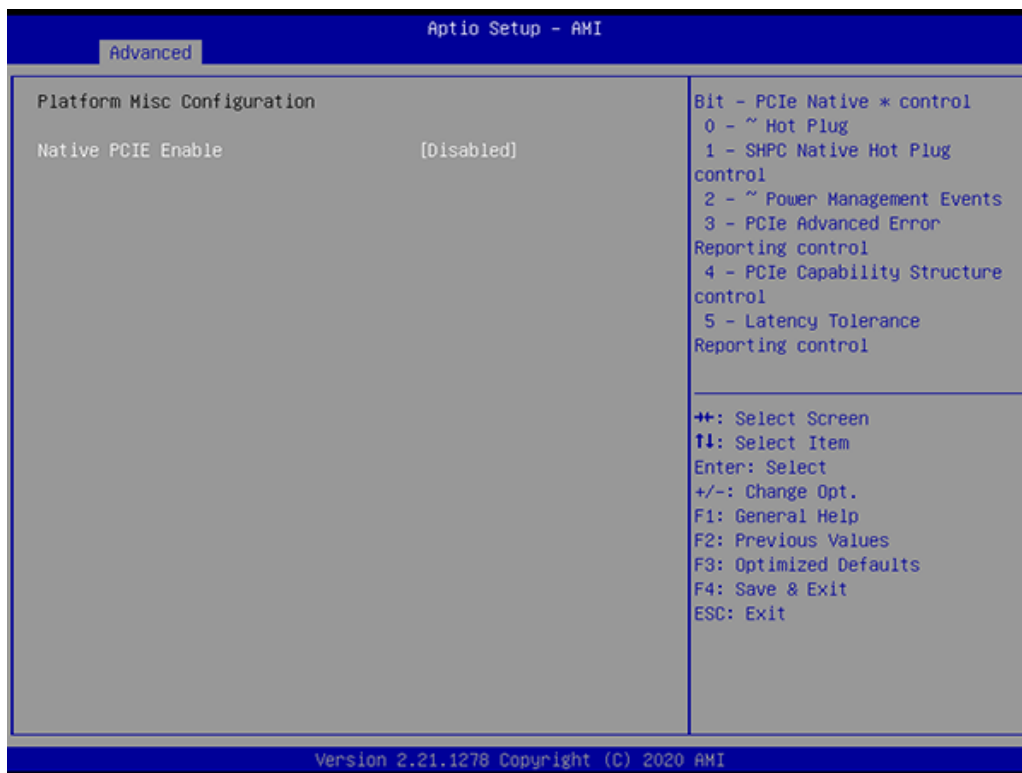 Aptio Setup – AMI
Advanced
Platform Misc Configuration
Native PCIE Enable [Disabled]
Bit – PCIe Native * control
0 – ~ Hot Plug
1 – SHPC Native Hot Plug
control
2 – ~ Power Management Events
3 – PCIe Advanced Error
Reporting control
4 – PCIe Capability Structure
control
5 – Latency Tolerance
Reporting control
→←: Select Screen
↑↓: Select Item
Enter: Select
+/-: Change Opt.
F1: General Help
F2: Previous Values
F3: Optimized Defaults
F4: Save & Exit
ESC: Exit
Version 2.21.1278 Copyright (C) 2020 AMI